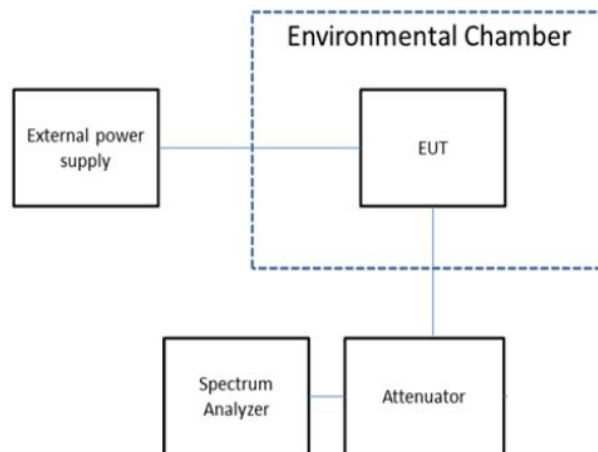 Environmental Chamber
External power
supply
EUT
Spectrum
Analyzer
Attenuator